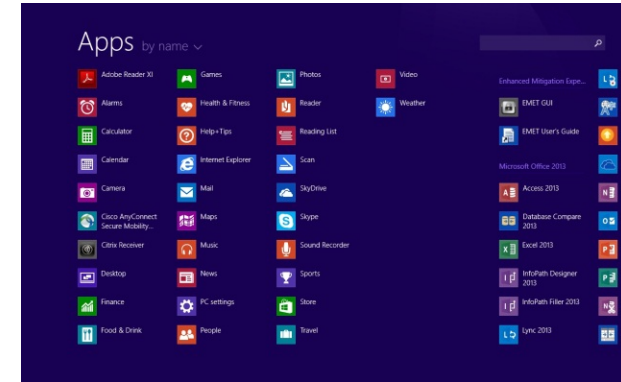 Apps by name
Adobe Reader XI
Alarms
Calculator
Calendar
Camera
Cisco AnyConnect
Secure Mobility...
Citrix Receiver
Desktop
Finance
Food & Drink
Games
Health & Fitness
Help+Tips
Internet Explorer
Mail
Maps
Music
News
PC settings
People
Photos
Reader
Reading List
Scan
SkyDrive
Skype
Sound Recorder
Sports
Store
Travel
Video
Weather
Enhanced Mitigation Expe...
EMET GUI
EMET User's Guide
Microsoft Office 2013
Access 2013
Database Compare
2013
Excel 2013
InfoPath Designer
2013
InfoPath Filler 2013
Lync 2013